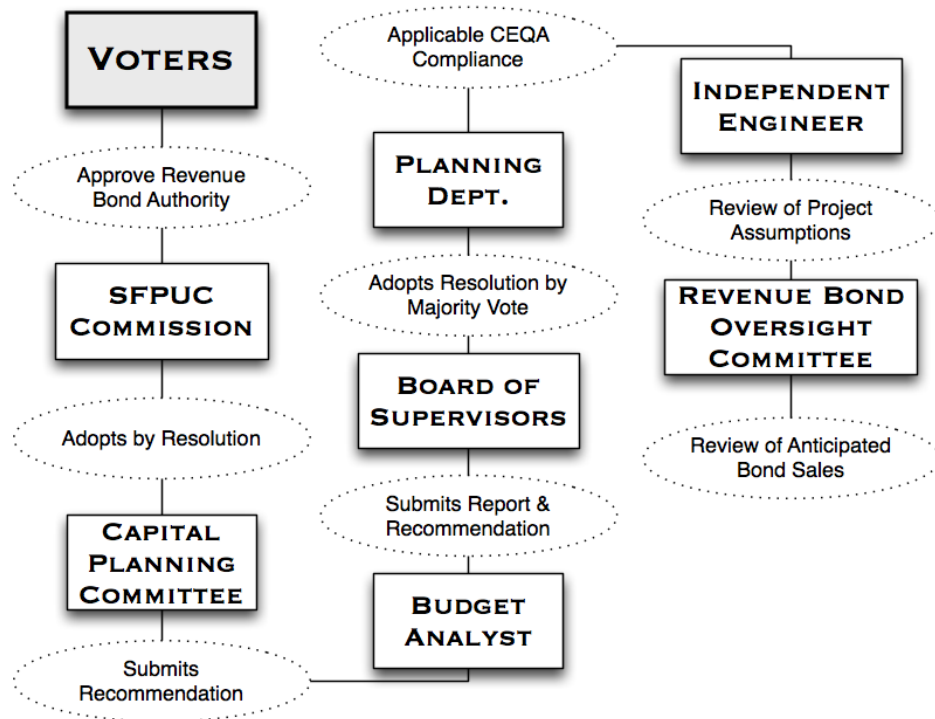 VOTERS
Approve Revenue
Bond Authority
SFPUC
COMMISSION
Adopts by Resolution
CAPITAL
PLANNING
COMMITTEE
Submits
Recommendation
BUDGET
ANALYST
Submits Report &
Recommendation
BOARD OF
SUPERVISORS
Adopts Resolution by
Majority Vote
PLANNING
DEPT.
Applicable CEQA
Compliance
INDEPENDENT
ENGINEER
Review of Project
Assumptions
REVENUE BOND
OVERSIGHT
COMMITTEE
Review of Anticipated
Bond Sales